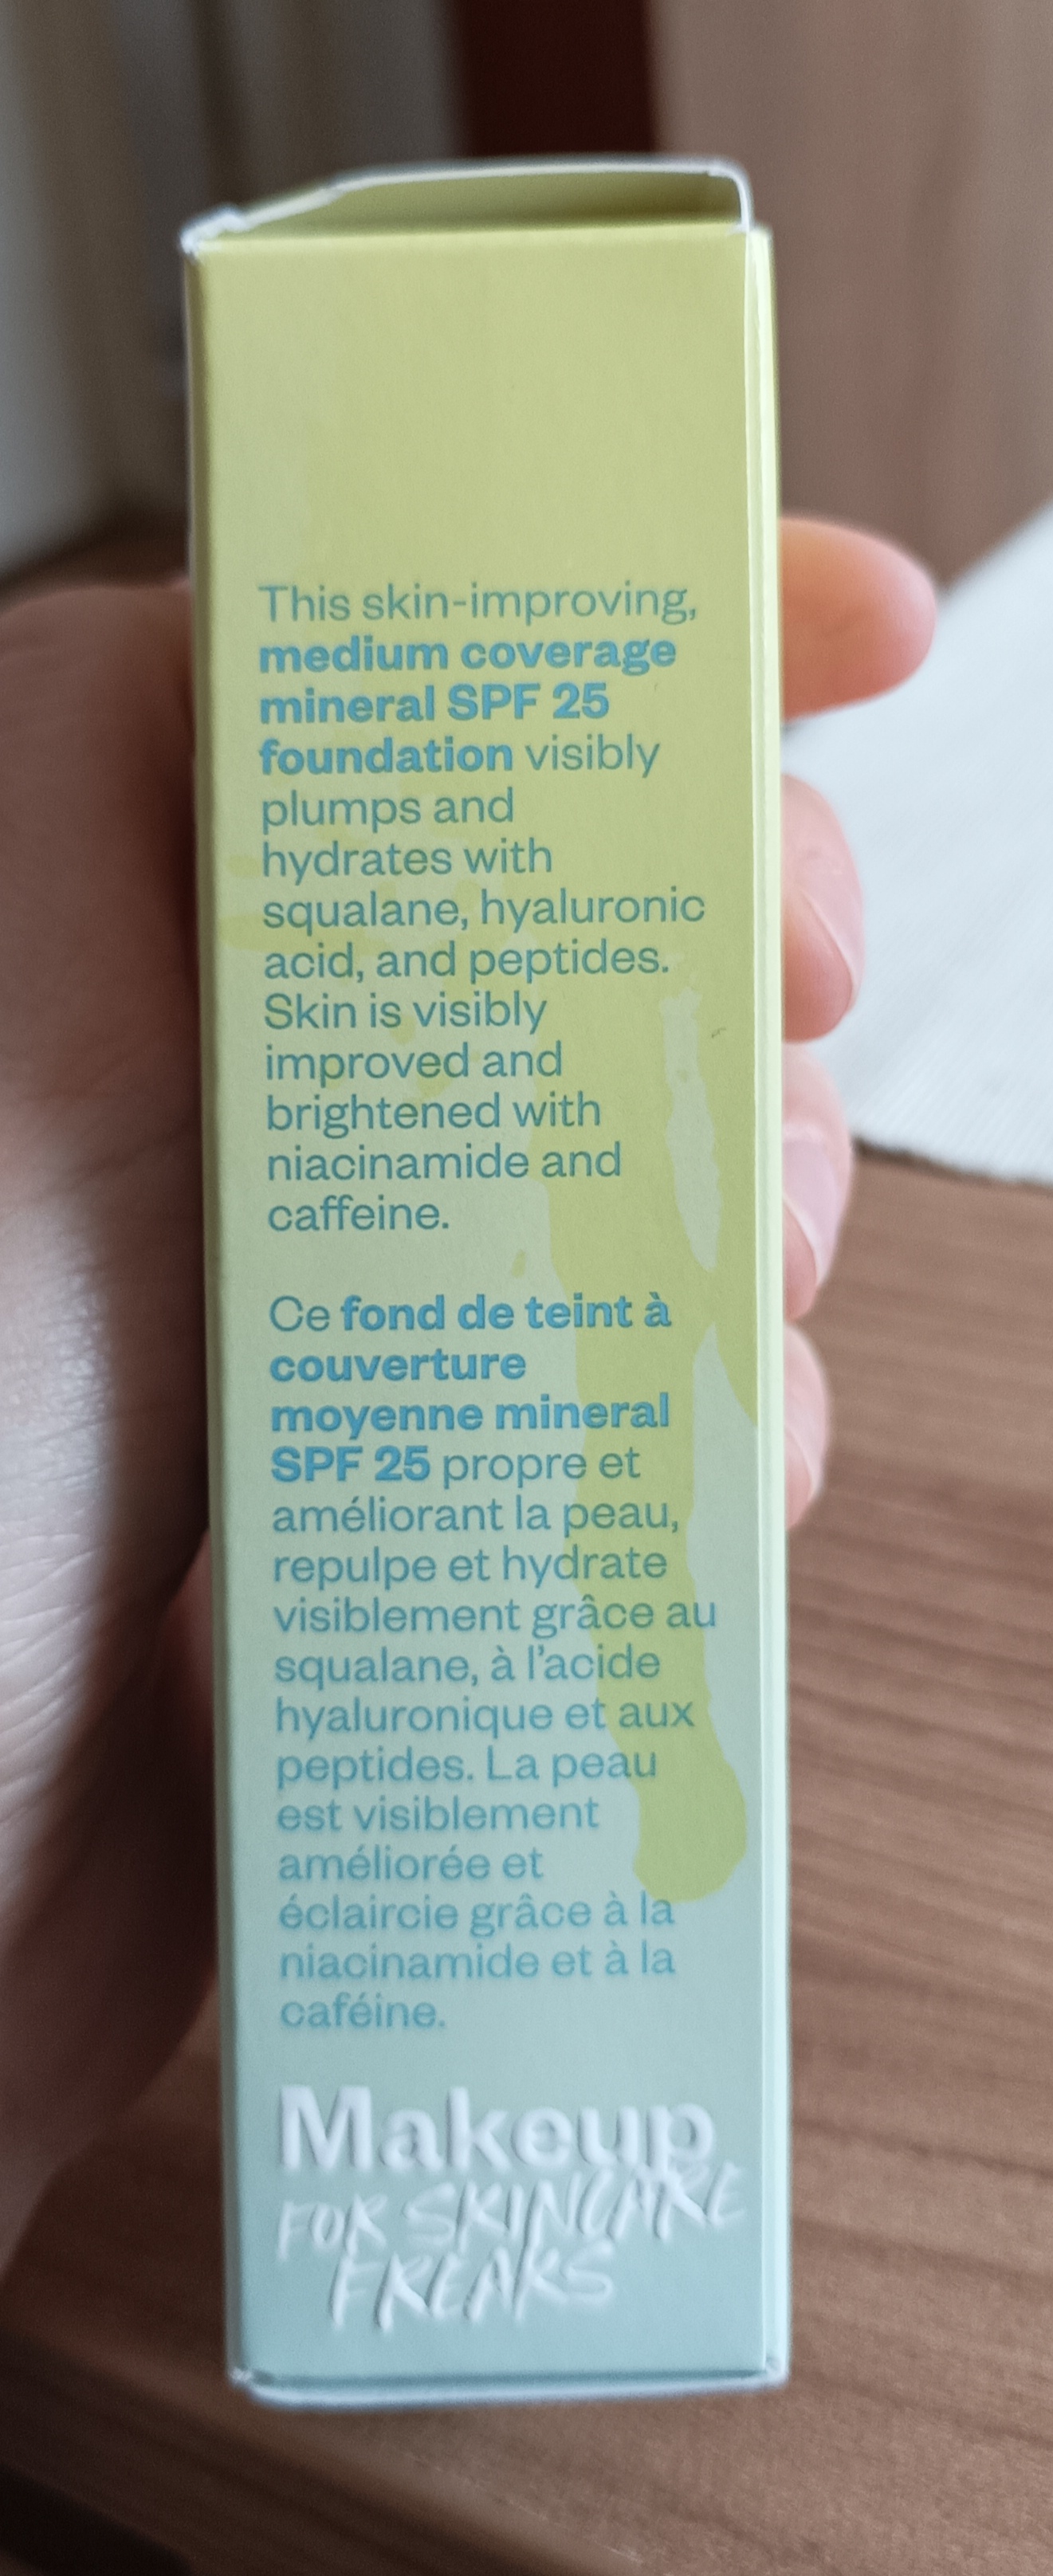 This skin-improving,
medium coverage
mineral SPF 25
foundation visibly
plumps and
hydrates with
squalane, hyaluronic
acid, and peptides.
Skin is visibly
improved and
brightened with
niacinamide and
caffeine.
Ce fond de teint à
couverture
moyenne mineral
SPF 25 propre et
améliorant la peau,
repulpe et hydrate
visiblement grâce au
squalane, à l’acide
hyaluronique et aux
peptides. La peau
est visiblement
améliorée et
éclaircie grâce à la
niacinamide et à la
caféine.
Makeup
FOR SKINCARE
FREAKS